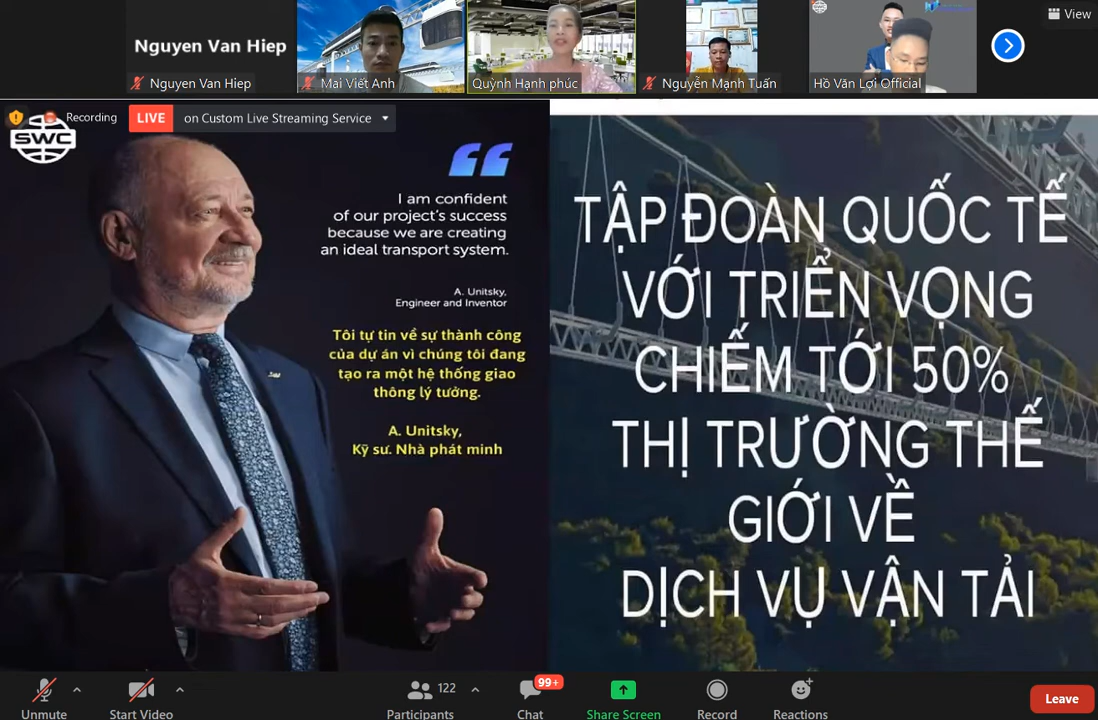 Nguyen Van Hiep
Nguyen Van Hiep
Mai Viết Anh
Quỳnh Hạnh phúc
Nguyễn Mạnh Tuấn
Hồ Văn Lợi Official
View
Recording
LIVE
on Custom Live Streaming Service
SWC
I am confident
of our project's success
because we are creating
an ideal transport system.
A. Unitsky,
Engineer and Inventor
Tôi tự tin về sự thành công
của dự án vì chúng tôi đang
tạo ra một hệ thống giao
thông lý tưởng.
A. Unitsky,
Kỹ sư. Nhà phát minh
TẬP ĐOÀN QUỐC TẾ
VỚI TRIỂN VỌNG
CHIẾM TỚI 50%
THỊ TRƯỜNG THẾ
GIỚI VỀ
DỊCH VỤ VẬN TẢI
Unmute
Start Video
122
Participants
99+
Chat
Share Screen
Record
Reactions
Leave